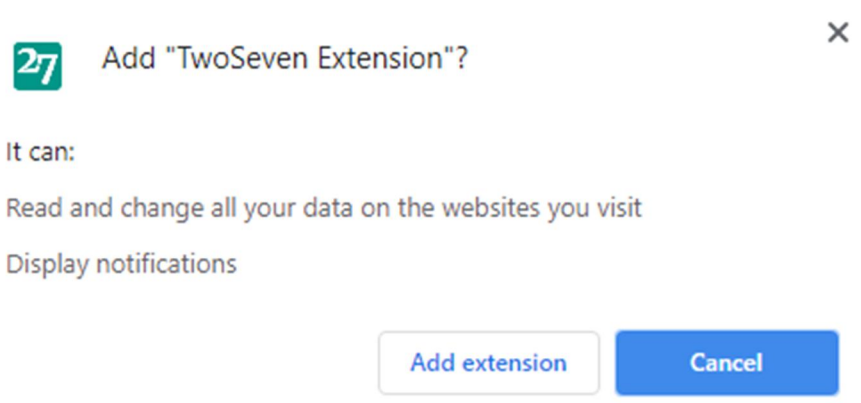 27
Add "TwoSeven Extension"?
It can:
Read and change all your data on the websites you visit
Display notifications
Add extension
Cancel